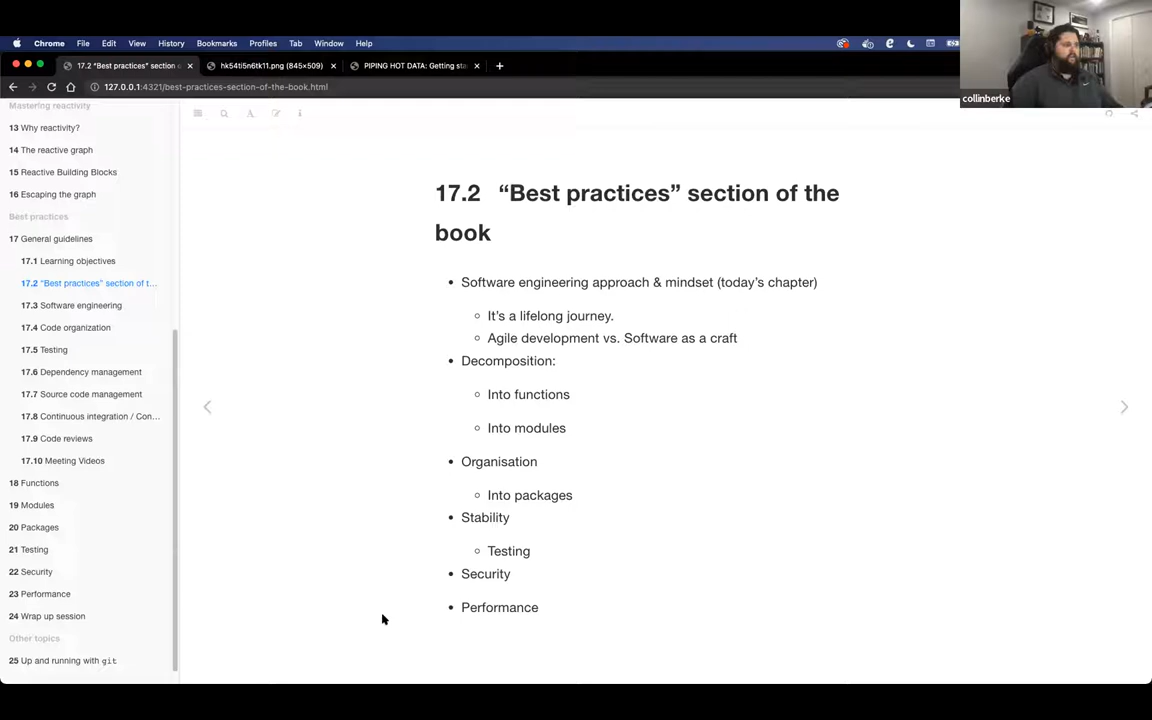 Chrome File Edit View History Bookmarks Profiles Tab Window Help
17.2 “Best practices” section o
hk54ti5n6tk11.png (845×509)
PIPING HOT DATA: Getting sta
127.0.0.1:4321/best-practices-section-of-the-book.html
collinberke
Mastering reactivity
13 Why reactivity?
14 The reactive graph
15 Reactive Building Blocks
16 Escaping the graph
Best practices
17 General guidelines
17.1 Learning objectives
17.2 “Best practices” section of t…
17.3 Software engineering
17.4 Code organization
17.5 Testing
17.6 Dependency management
17.7 Source code management
17.8 Continuous integration / Con…
17.9 Code reviews
17.10 Meeting Videos
18 Functions
19 Modules
20 Packages
21 Testing
22 Security
23 Performance
24 Wrap up session
Other topics
25 Up and running with git
17.2 “Best practices” section of the
book
• Software engineering approach & mindset (today’s chapter)
◦ It’s a lifelong journey.
◦ Agile development vs. Software as a craft
• Decomposition:
◦ Into functions
◦ Into modules
• Organisation
◦ Into packages
• Stability
◦ Testing
• Security
• Performance